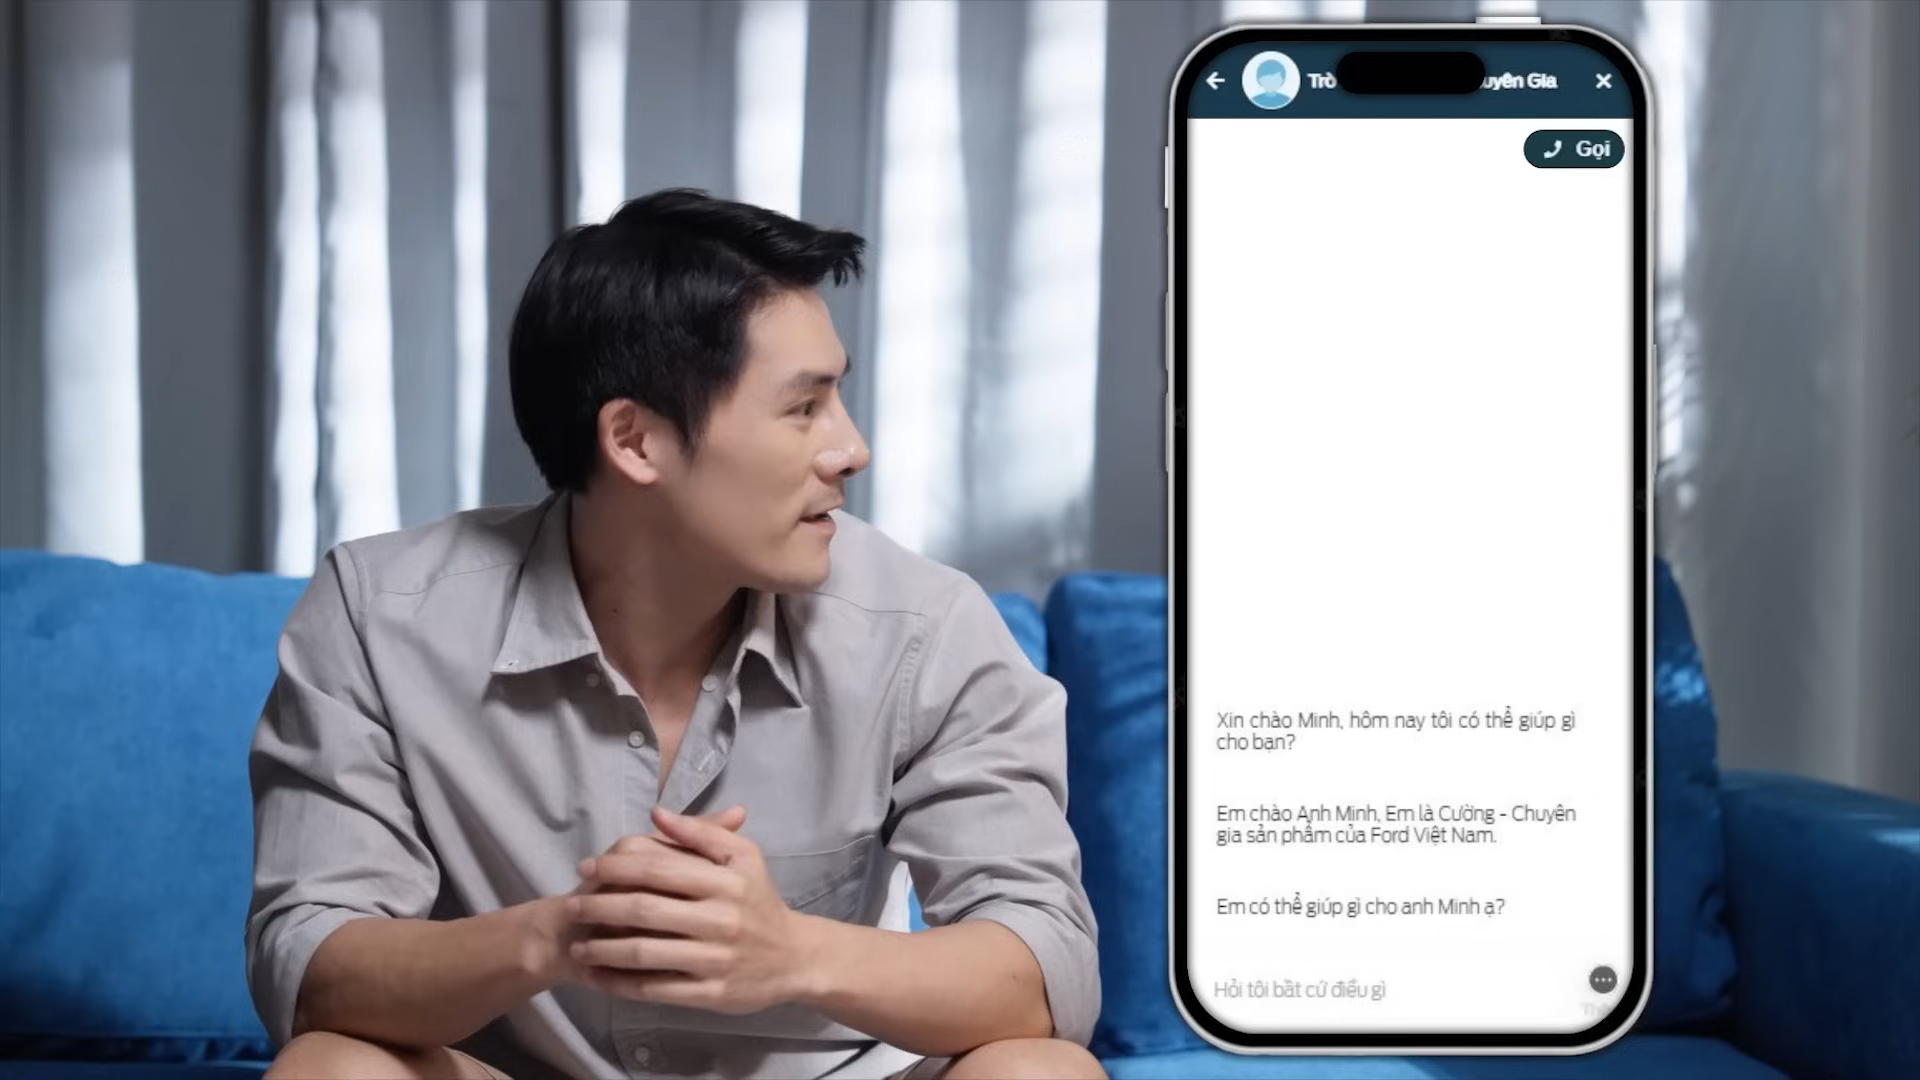 Trò uyên Gia
Gọi
Xin chào Minh, hôm nay tôi có thể giúp gì
cho bạn?
Em chào Anh Minh, Em là Cường - Chuyên
gia sản phẩm của Ford Việt Nam.
Em có thể giúp gì cho anh Minh ạ?
Hỏi tôi bất cứ điều gì